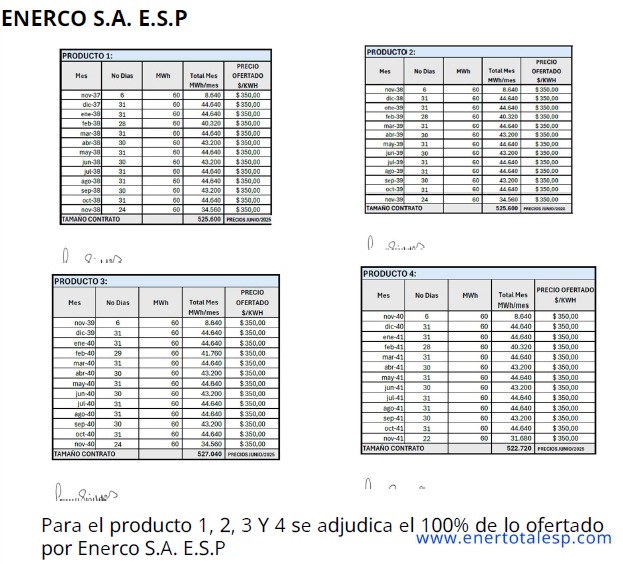 ENERCO S.A. E.S.P
PRODUCTO 1:
Mes No Dias MWh Total Mes MWh/mes PRECIO OFERTADO $/KWH
nov-37 6 60 8.640 $ 350,00
dic-37 31 60 44.640 $ 350,00
ene-38 31 60 44.640 $ 350,00
feb-38 28 60 40.320 $ 350,00
mar-38 31 60 44.640 $ 350,00
abr-38 30 60 43.200 $ 350,00
may-38 31 60 44.640 $ 350,00
jun-38 30 60 43.200 $ 350,00
jul-38 31 60 44.640 $ 350,00
ago-38 31 60 44.640 $ 350,00
sep-38 30 60 43.200 $ 350,00
oct-38 31 60 44.640 $ 350,00
nov-38 24 60 34.560 $ 350,00
TAMAÑO CONTRATO 525.600 PRECIOS JUNIO/2025
PRODUCTO 2:
Mes No Dias MWh Total Mes MWh/mes PRECIO OFERTADO $/KWH
nov-38 6 60 8.640 $ 350,00
dic-38 31 60 44.640 $ 350,00
ene-39 31 60 44.640 $ 350,00
feb-39 28 60 40.320 $ 350,00
mar-39 31 60 44.640 $ 350,00
abr-39 30 60 43.200 $ 350,00
may-39 31 60 44.640 $ 350,00
jun-39 30 60 43.200 $ 350,00
jul-39 31 60 44.640 $ 350,00
ago-39 31 60 44.640 $ 350,00
sep-39 30 60 43.200 $ 350,00
oct-39 31 60 44.640 $ 350,00
nov-39 24 60 34.560 $ 350,00
TAMAÑO CONTRATO 525.600 PRECIOS JUNIO/2025
PRODUCTO 3:
Mes No Dias MWh Total Mes MWh/mes PRECIO OFERTADO $/KWH
nov-39 6 60 8.640 $ 350,00
dic-39 31 60 44.640 $ 350,00
ene-40 31 60 44.640 $ 350,00
feb-40 29 60 41.760 $ 350,00
mar-40 31 60 44.640 $ 350,00
abr-40 30 60 43.200 $ 350,00
may-40 31 60 44.640 $ 350,00
jun-40 30 60 43.200 $ 350,00
jul-40 31 60 44.640 $ 350,00
ago-40 31 60 44.640 $ 350,00
sep-40 30 60 43.200 $ 350,00
oct-40 31 60 44.640 $ 350,00
nov-40 24 60 34.560 $ 350,00
TAMAÑO CONTRATO 527.040 PRECIOS JUNIO/2025
PRODUCTO 4:
Mes No Dias MWh Total Mes MWh/mes PRECIO OFERTADO $/KWH
nov-40 6 60 8.640 $ 350,00
dic-40 31 60 44.640 $ 350,00
ene-41 31 60 44.640 $ 350,00
feb-41 28 60 40.320 $ 350,00
mar-41 31 60 44.640 $ 350,00
abr-41 30 60 43.200 $ 350,00
may-41 31 60 44.640 $ 350,00
jun-41 30 60 43.200 $ 350,00
jul-41 31 60 44.640 $ 350,00
ago-41 31 60 44.640 $ 350,00
sep-41 30 60 43.200 $ 350,00
oct-41 31 60 44.640 $ 350,00
nov-41 22 60 31.680 $ 350,00
TAMAÑO CONTRATO 522.720 PRECIOS JUNIO/2025
Para el producto 1, 2, 3 Y 4 se adjudica el 100% de lo ofertado
por Enerco S.A. E.S.P
www.enertotalesp.com